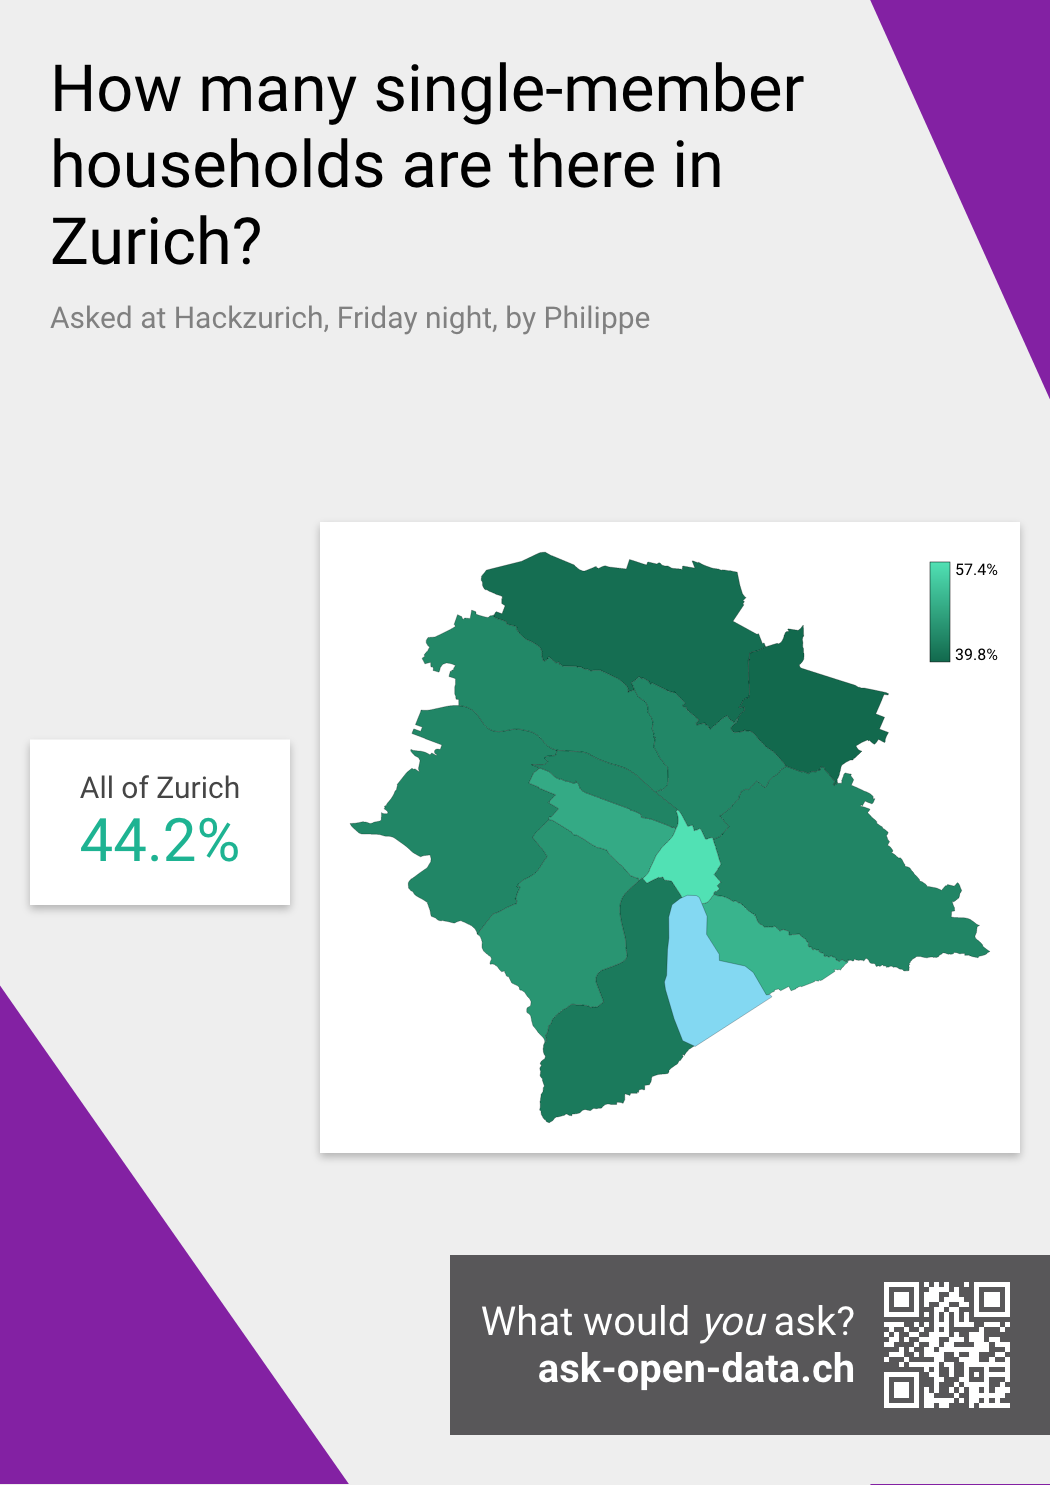 How many single-member
households are there in
Zurich?
Asked at Hackzurich, Friday night, by Philippe
57.4%
39.8%
All of Zurich
44.2%
What would you ask?
ask-open-data.ch